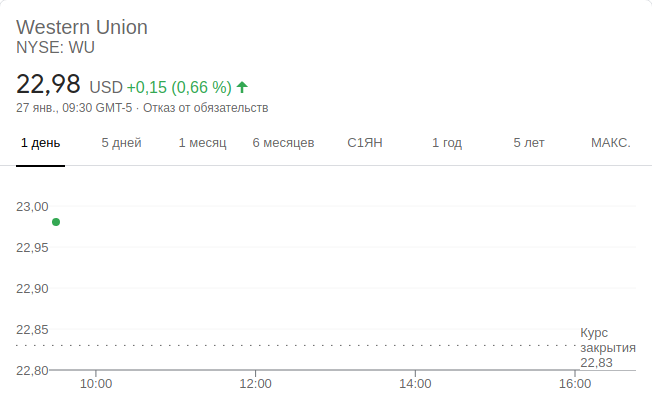 Western Union
NYSE: WU
22,98 USD +0,15 (0,66 %)
27 янв., 09:30 GMT-5 · Отказ от обязательств
1 день 5 дней 1 месяц 6 месяцев С1ЯН 1 год 5 лет МАКС.
23,00
22,95
22,90
22,85
Курс
закрытия
22,83
22,80
10:00 12:00 14:00 16:00